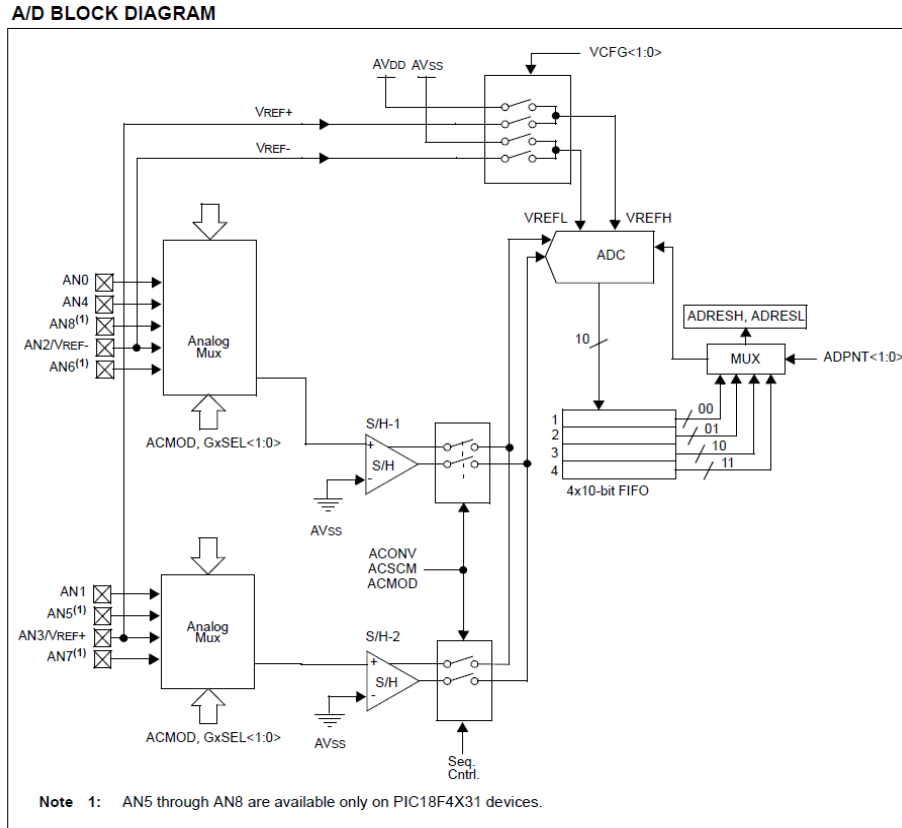 A/D BLOCK DIAGRAM
AVDD AVSS
VCFG<1:0>
VREF+
VREF-
VREFL
VREFH
ADC
AN0
AN4
AN8(1)
AN2/VREF-
AN6(1)
Analog
Mux
ACMOD, GxSEL<1:0>
10
ADRESH, ADRESL
MUX
ADPNT<1:0>
1
2
3
4
00
01
10
11
4x10-bit FIFO
S/H-1
+
S/H
-
AVSS
ACONV
ACSCM
ACMOD
AN1
AN5(1)
AN3/VREF+
AN7(1)
Analog
Mux
ACMOD, GxSEL<1:0>
S/H-2
+
S/H
-
AVSS
Seq.
Cntrl.
Note 1: AN5 through AN8 are available only on PIC18F4X31 devices.